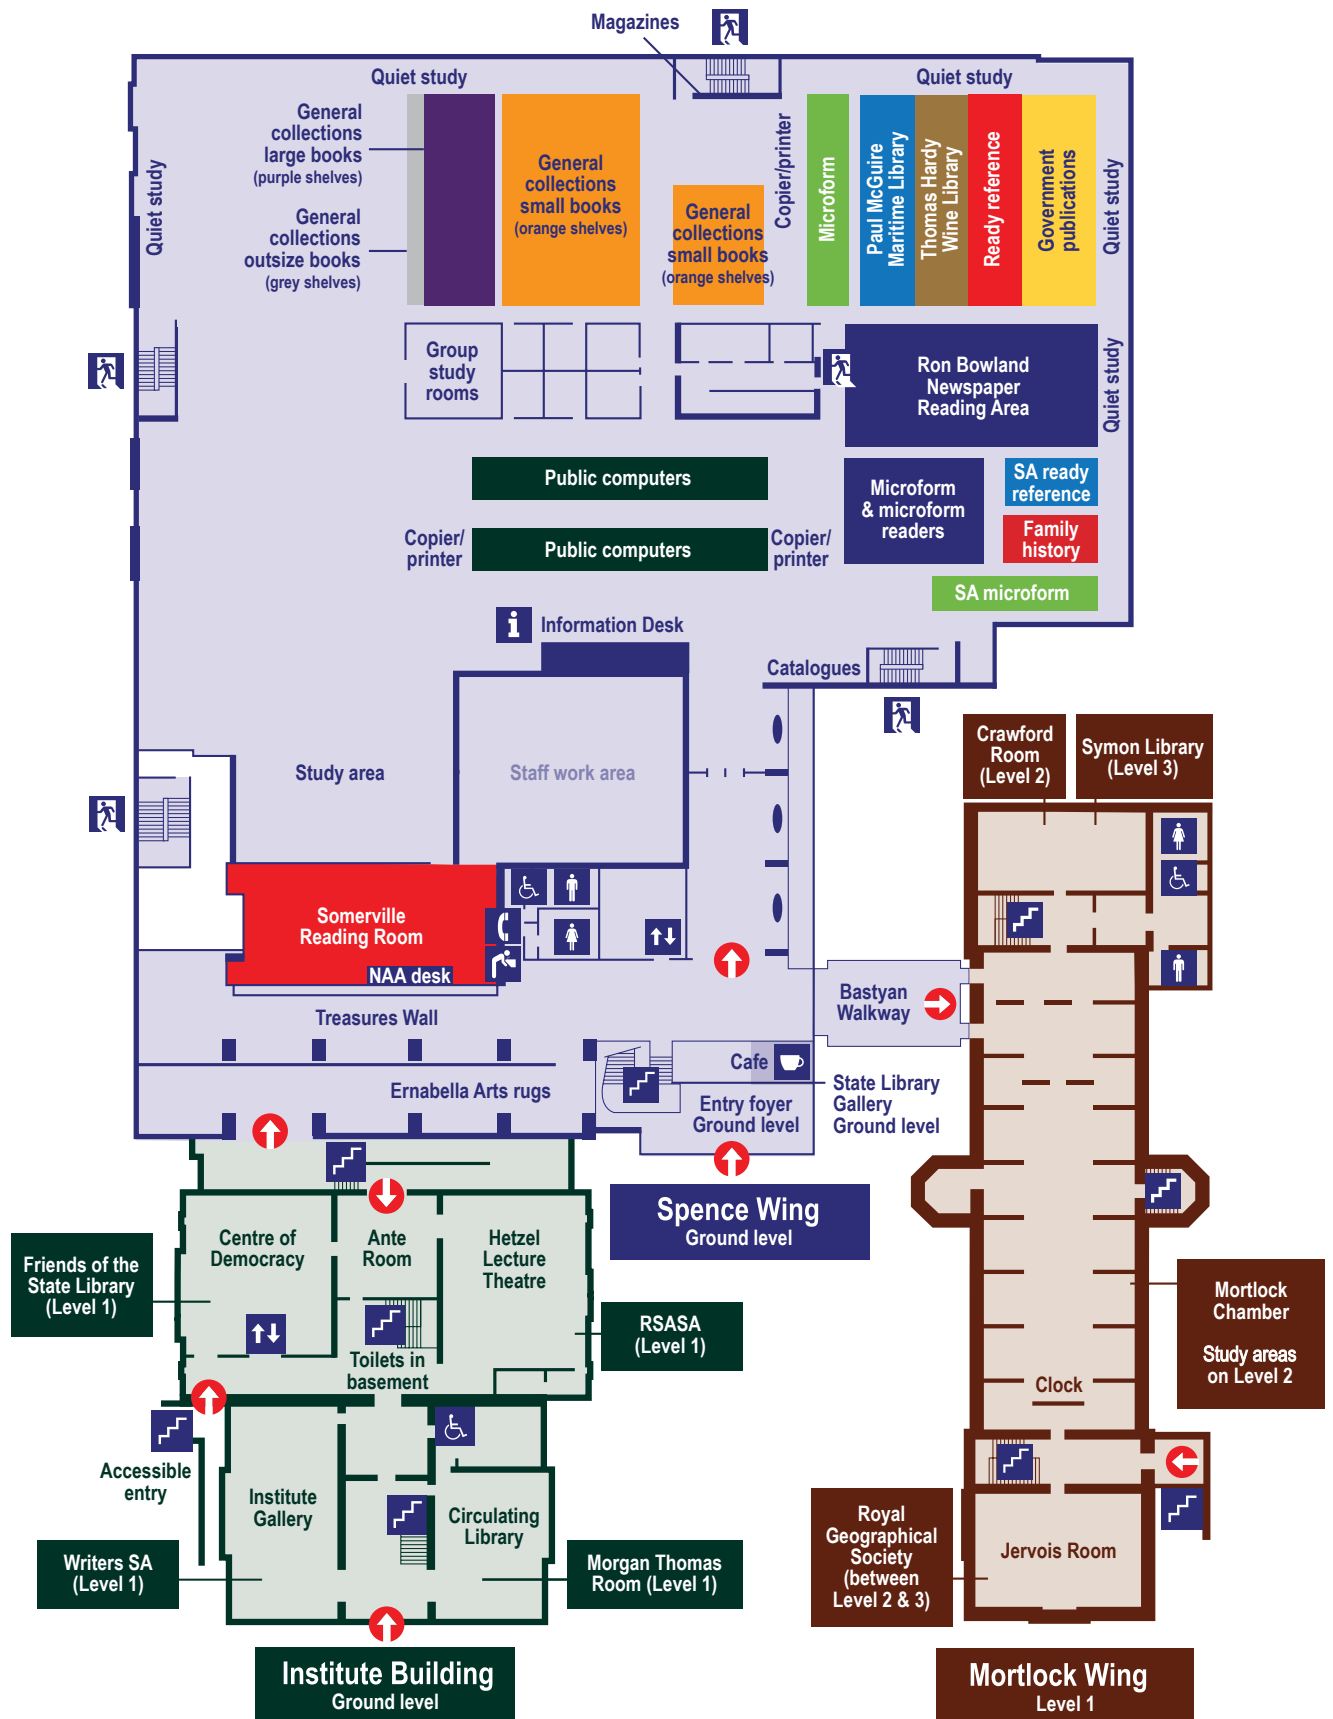 Magazines
Quiet study
Quiet study
General
collections
large books
(purple shelves)
General
collections
outsize books
(grey shelves)
Quiet study
General
collections
small books
(orange shelves)
General
collections
small books
(orange shelves)
Copier/printer
Microform
Paul McGuire
Maritime Library
Thomas Hardy
Wine Library
Ready reference
Government
publications
Quiet study
Group
study
rooms
Ron Bowland
Newspaper
Reading Area
Quiet study
Public computers
Microform
& microform
readers
SA ready
reference
Copier/
printer
Public computers
Copier/
printer
Family
history
SA microform
i
Information Desk
Catalogues
Study area
Staff work area
Crawford
Room
(Level 2)
Symon Library
(Level 3)
Somerville
Reading Room
NAA desk
Treasures Wall
Bastyan
Walkway
Cafe
Ernabella Arts rugs
Entry foyer
Ground level
State Library
Gallery
Ground level
Spence Wing
Ground level
Centre of
Democracy
Ante
Room
Hetzel
Lecture
Theatre
Friends of the
State Library
(Level 1)
RSASA
(Level 1)
Toilets in
basement
Mortlock
Chamber
Study areas
on Level 2
Clock
Accessible
entry
Institute
Gallery
Circulating
Library
Writers SA
(Level 1)
Morgan Thomas
Room (Level 1)
Royal
Geographical
Society
(between
Level 2 & 3)
Jervois Room
Institute Building
Ground level
Mortlock Wing
Level 1